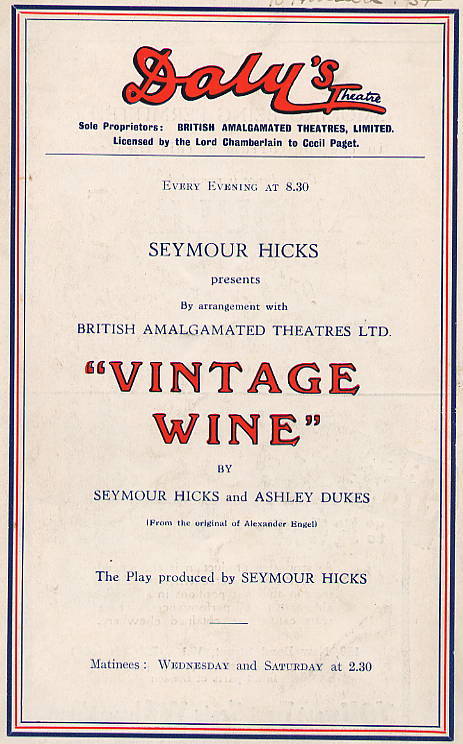 Daly's
Theatre
Sole Proprietors: BRITISH AMALGAMATED THEATRES, LIMITED.
Licensed by the Lord Chamberlain to Cecil Paget.
EVERY EVENING AT 8.30
SEYMOUR HICKS
presents
By arrangement with
BRITISH AMALGAMATED THEATRES LTD.
"VINTAGE
WINE"
BY
SEYMOUR HICKS and ASHLEY DUKES
(From the original of Alexander Engel)
The Play produced by SEYMOUR HICKS
Matinees: WEDNESDAY and SATURDAY at 2.30